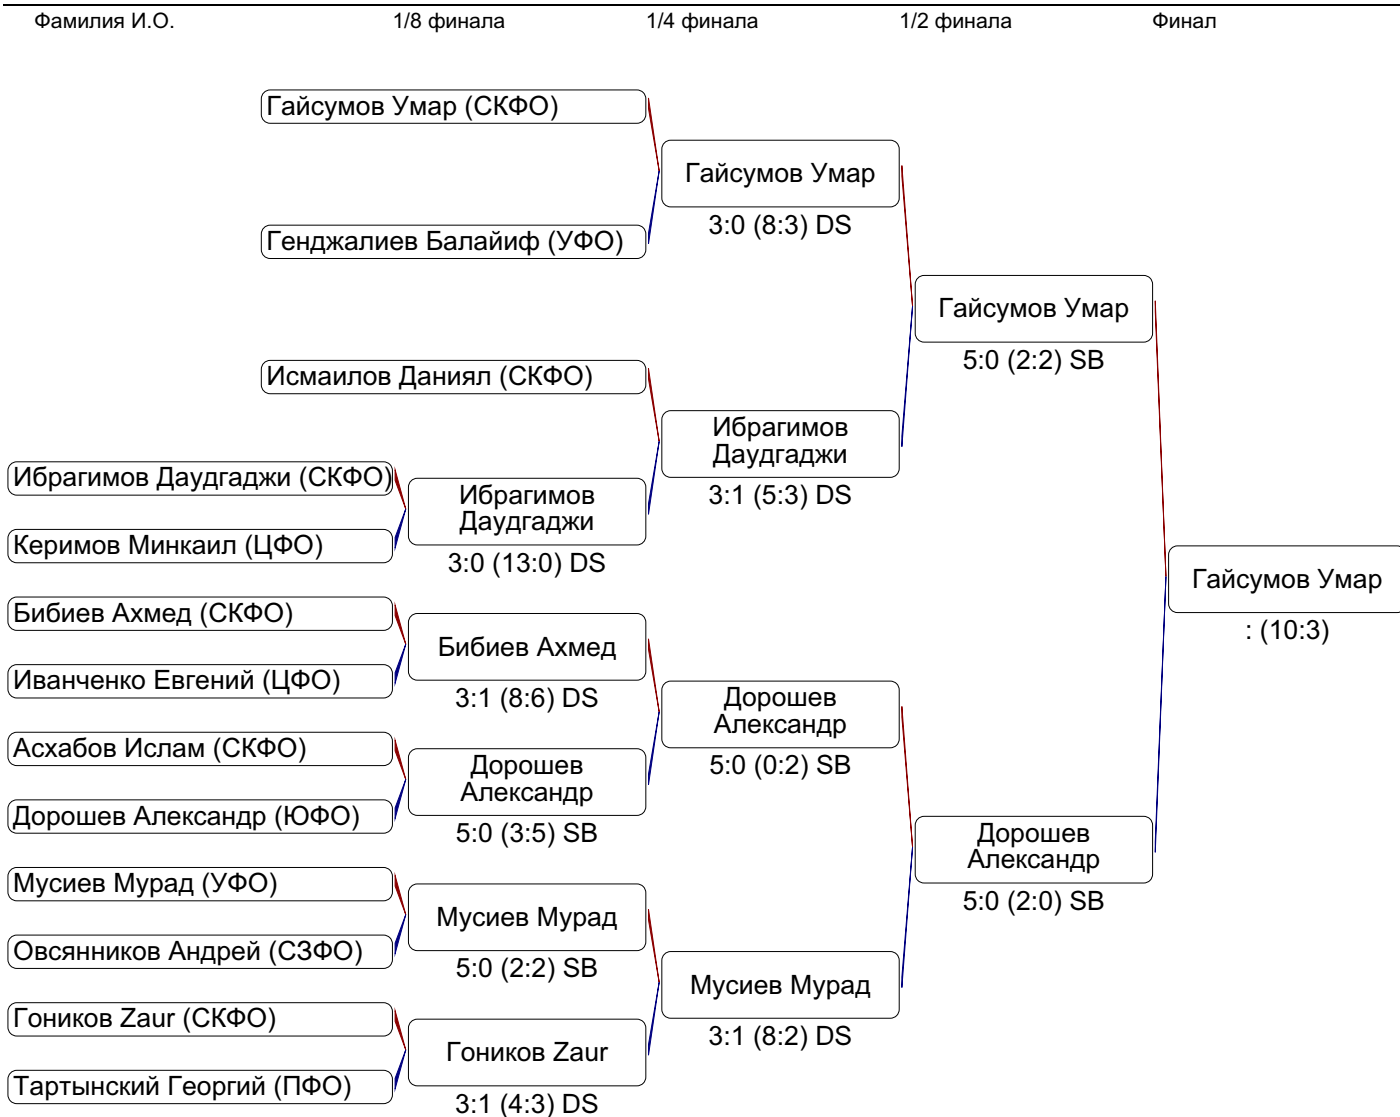 Фамилия И.О. 1/8 финала 1/4 финала 1/2 финала Финал
Гайсумов Умар (СКФО)
Гайсумов Умар
3:0 (8:3) DS
Генджалиев Балайиф (УФО)
Гайсумов Умар
5:0 (2:2) SB
Исмаилов Даниял (СКФО)
Ибрагимов
Даудгаджи
3:1 (5:3) DS
Ибрагимов Даудгаджи (СКФО)
Ибрагимов
Даудгаджи
3:0 (13:0) DS
Керимов Минкаил (ЦФО)
Гайсумов Умар
: (10:3)
Бибиев Ахмед (СКФО)
Бибиев Ахмед
3:1 (8:6) DS
Иванченко Евгений (ЦФО)
Дорошев
Александр
5:0 (0:2) SB
Асхабов Ислам (СКФО)
Дорошев
Александр
5:0 (3:5) SB
Дорошев Александр (ЮФО)
Дорошев
Александр
5:0 (2:0) SB
Мусиев Мурад (УФО)
Мусиев Мурад
5:0 (2:2) SB
Овсянников Андрей (СЗФО)
Мусиев Мурад
3:1 (8:2) DS
Гоников Zaur (СКФО)
Гоников Zaur
3:1 (4:3) DS
Тартынский Георгий (ПФО)